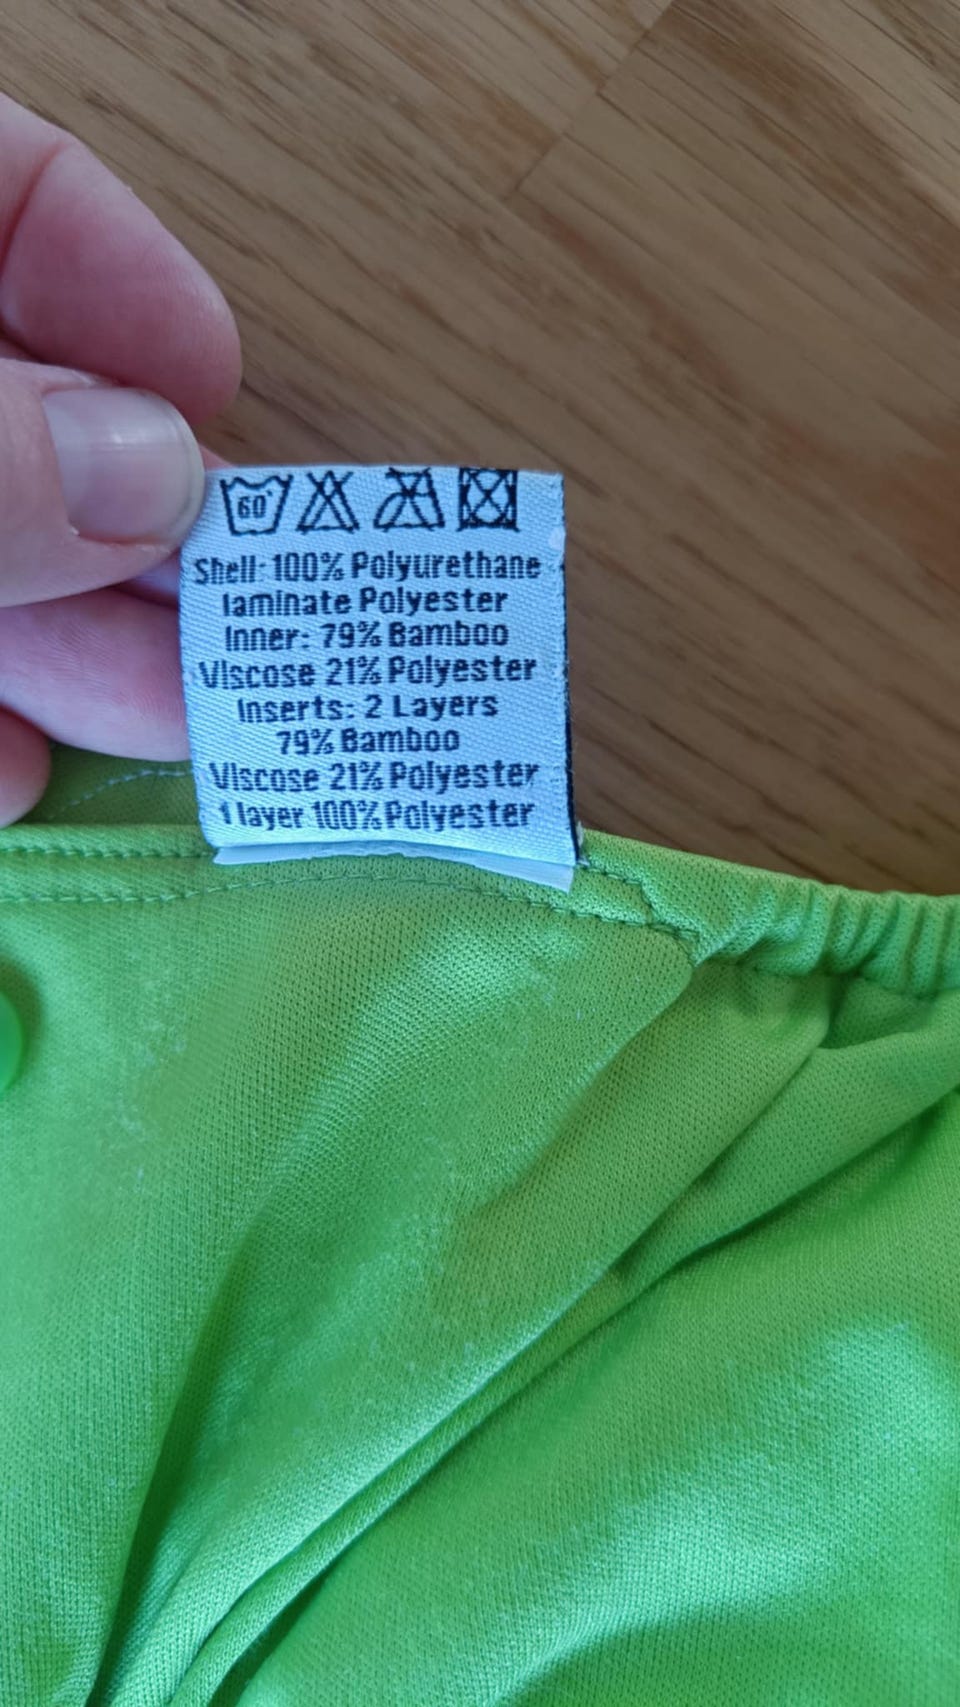 60°
Shell: 100% Polyurethane
laminate Polyester
Inner: 79% Bamboo
Viscose 21% Polyester
Inserts: 2 Layers
79% Bamboo
Viscose 21% Polyester
1 layer 100% Polyester